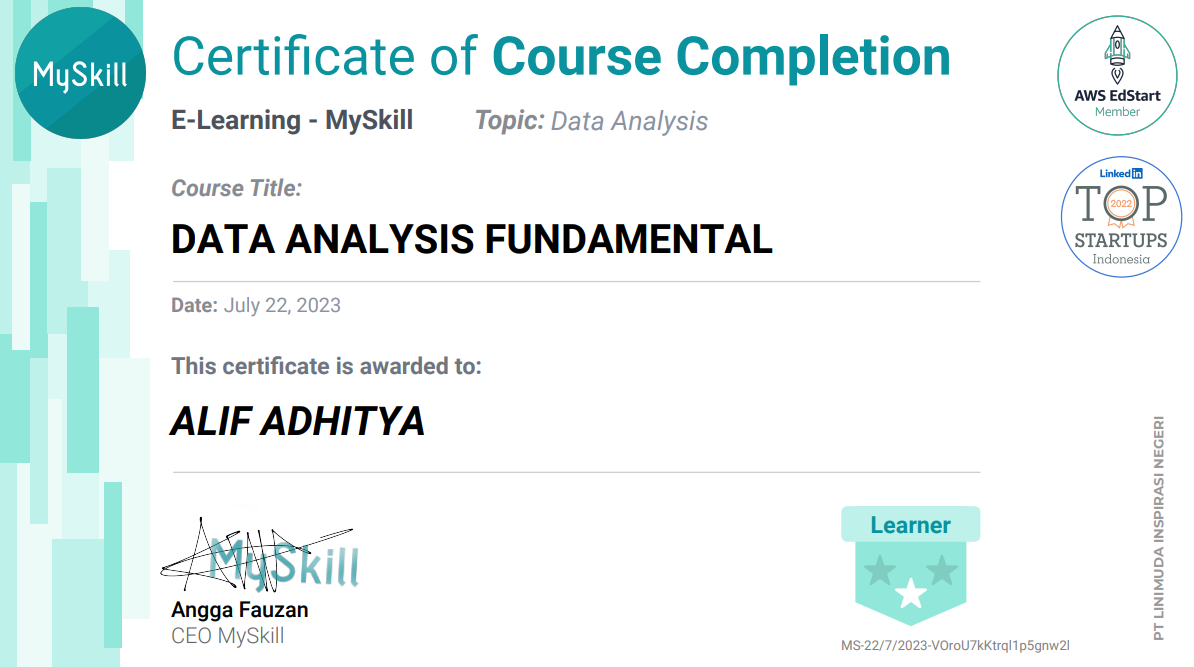 MySkill
Certificate of Course Completion
E-Learning - MySkill
Topic: Data Analysis
AWS EdStart
Member
Linked in
TOP
2022
STARTUPS
Indonesia
Course Title:
DATA ANALYSIS FUNDAMENTAL
Date: July 22, 2023
This certificate is awarded to:
ALIF ADHITYA
MySkill
Angga Fauzan
CEO MySkill
Learner
MS-22/7/2023-VOroU7kKtrql1p5gnw2l
PT LINIMUDA INSPIRASI NEGERI